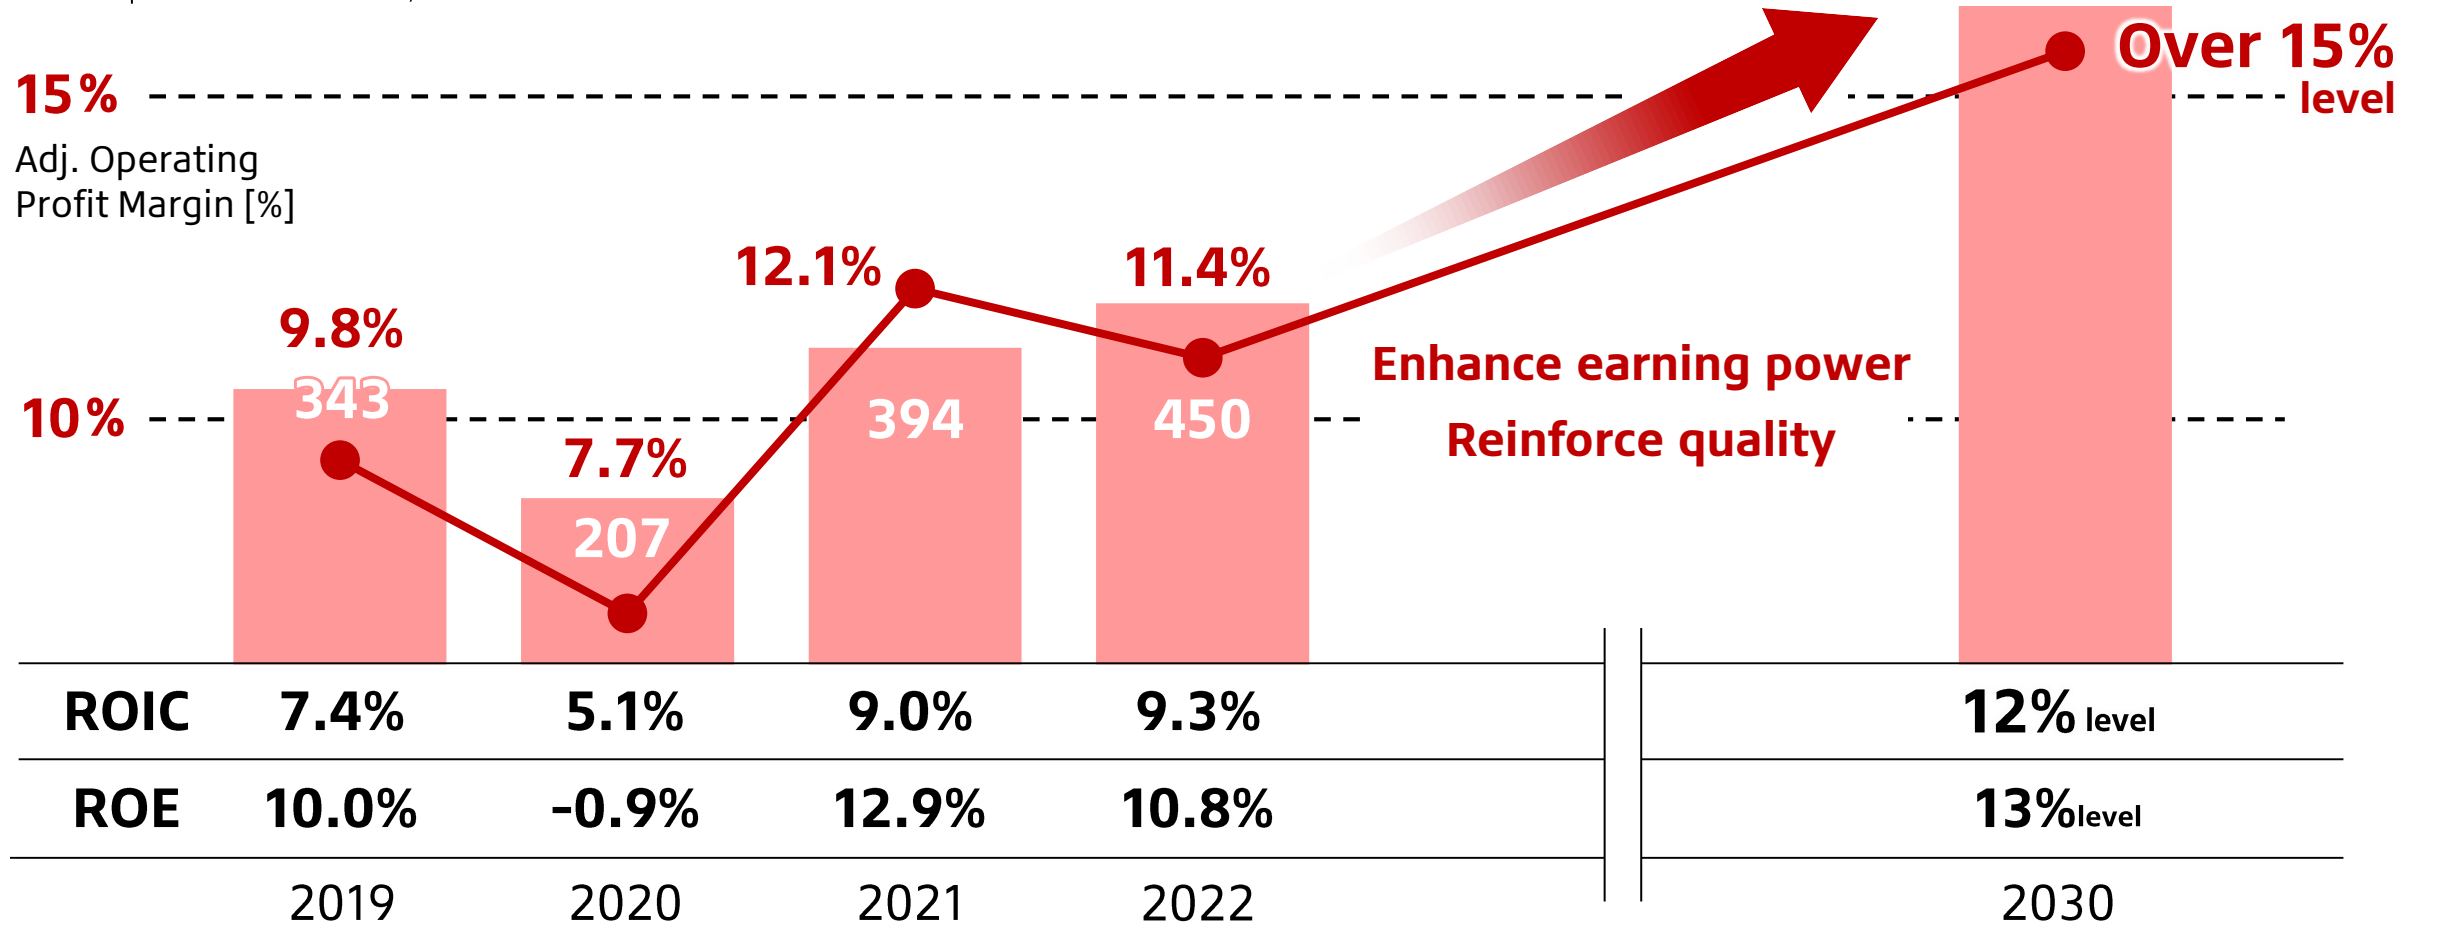 Over 15%
level
15%
Adj. Operating
Profit Margin [%]
12.1%
11.4%
9.8%
343
Enhance earning power
10%
394
450
7.7%
Reinforce quality
207
ROIC 7.4% 5.1% 9.0% 9.3% 12% level
ROE 10.0% -0.9% 12.9% 10.8% 13%level
2019 2020 2021 2022 2030